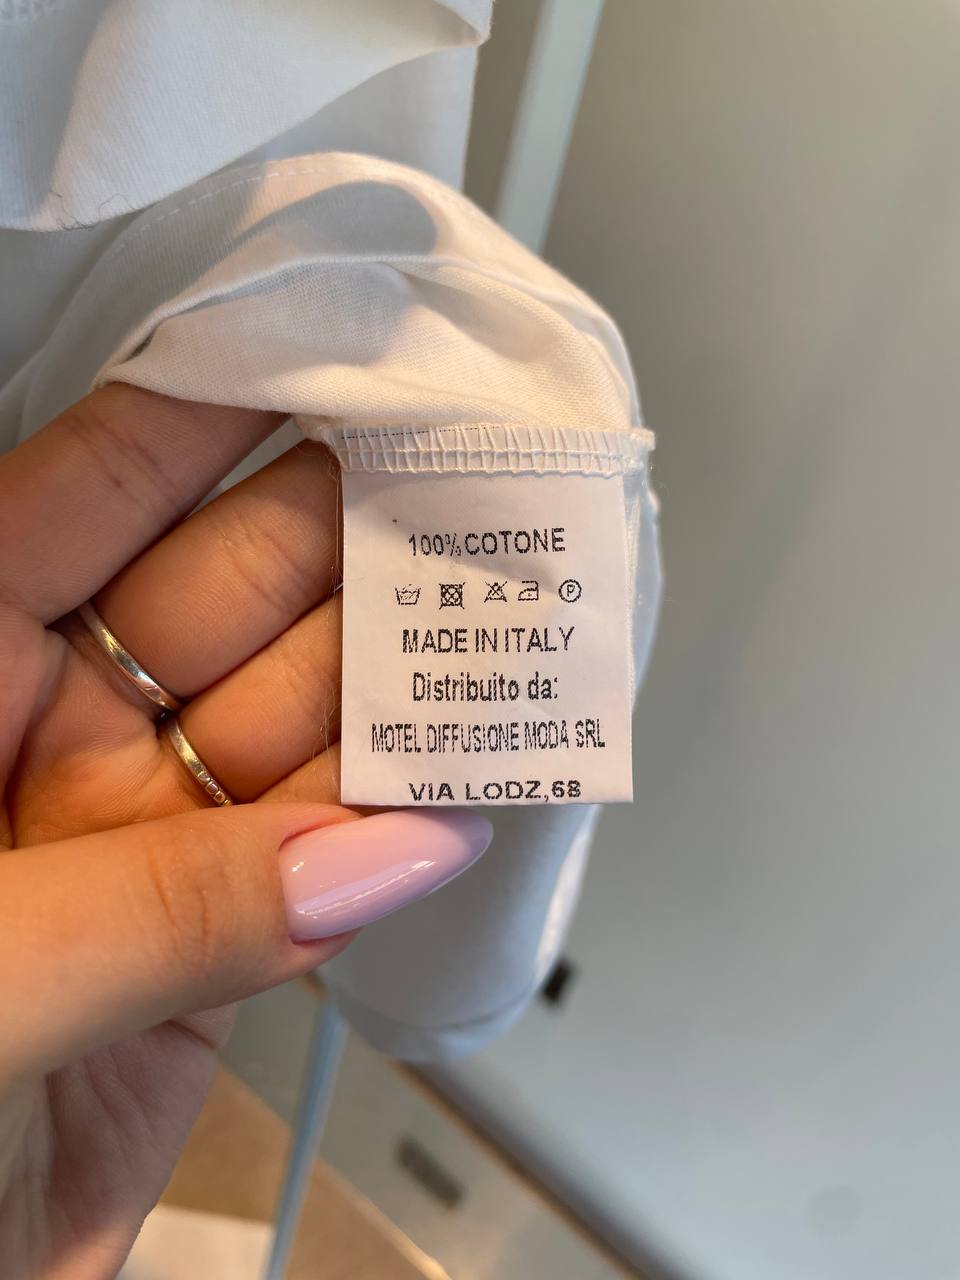 100% COTONE
P
MADE IN ITALY
Distribuito da:
MOTEL DIFFUSIONE MODA SRL
VIA LODZ,68